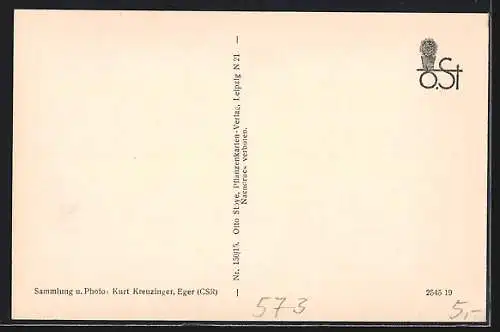 ö.St
Nr. 15015. Otto Stoye, Pflanzenkarten-Verlag, Leipzig N 21
Nachdruck verboten.
Sammlung u. Photo: Kurt Kreuzinger, Eger (CSR)
2545 19
573
5,-